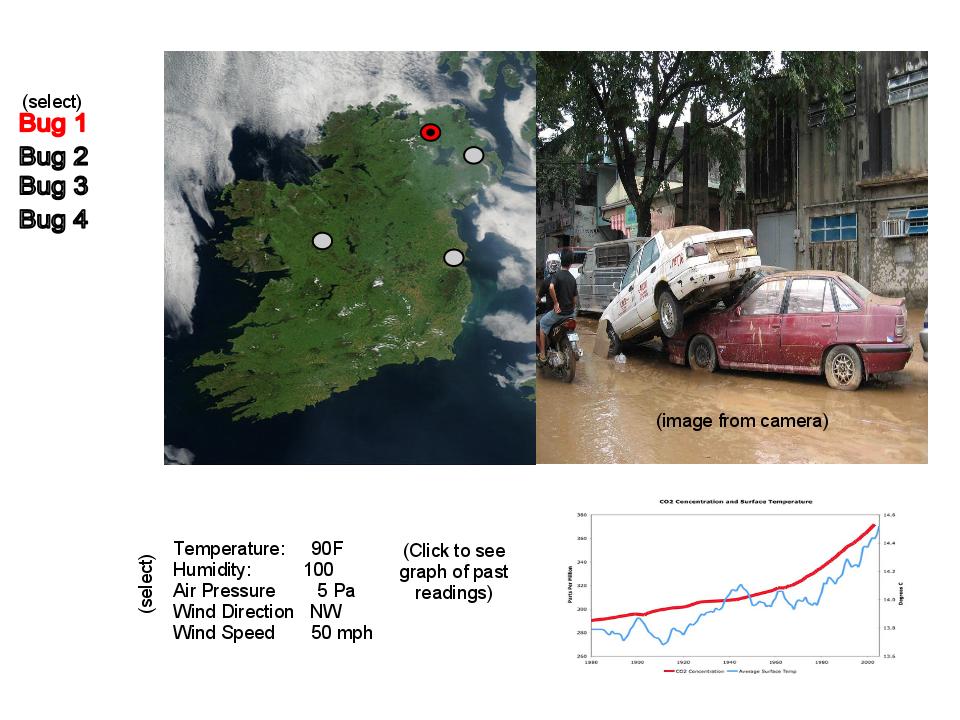 (select)
Bug 1
Bug 2
Bug 3
Bug 4
(image from camera)
(select)
Temperature: 90F
Humidity: 100
Air Pressure 5 Pa
Wind Direction NW
Wind Speed 50 mph
(Click to see
graph of past
readings)
CO2 Concentration and Surface Temperature
Parts Per Million
380
360
340
320
300
280
260
14.6
14.4
14.2
14.0
13.8
13.6
Degrees C
1880 1900 1920 1940 1960 1980 2000
CO2 Concentration Average Surface Temp